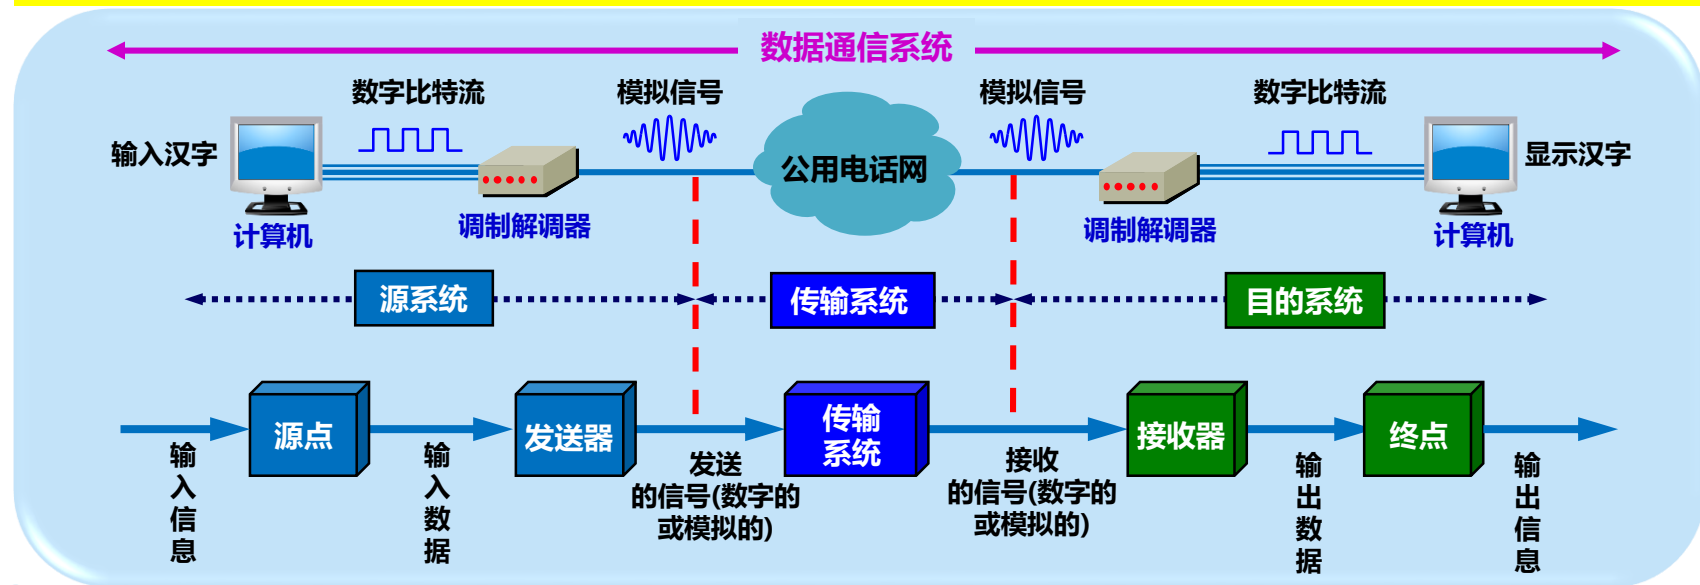 数据通信系统
数字比特流
模拟信号
模拟信号
数字比特流
输入汉字
公用电话网
显示汉字
计算机
调制解调器
调制解调器
计算机
源系统
传输系统
目的系统
源点
发送器
传输
系统
接收器
终点
输入信息
输入数据
发送
的信号(数字的
或模拟的)
接收
的信号(数字的
或模拟的)
输出数据
输出信息